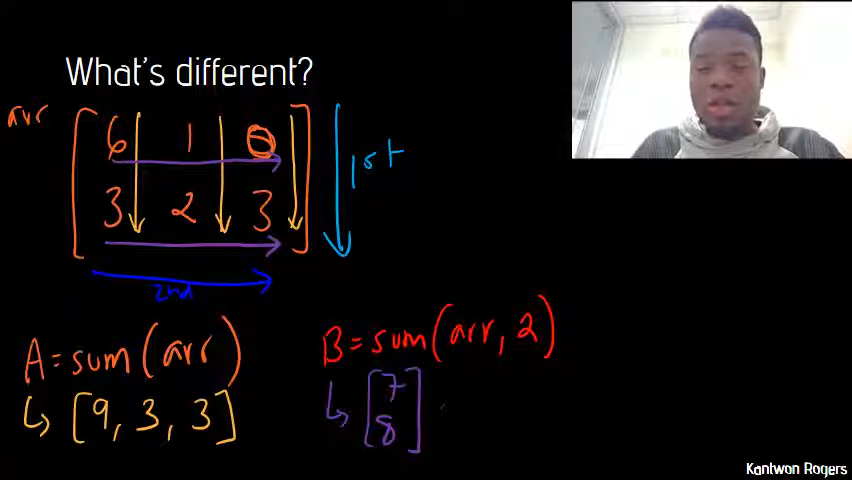 What's different?
arr
6 1 0
1st
3 2 3
2nd
A = sum(arr)
B = sum(arr, 2)
↳ [9, 3, 3]
↳ [7
8]
Kantwon Rogers